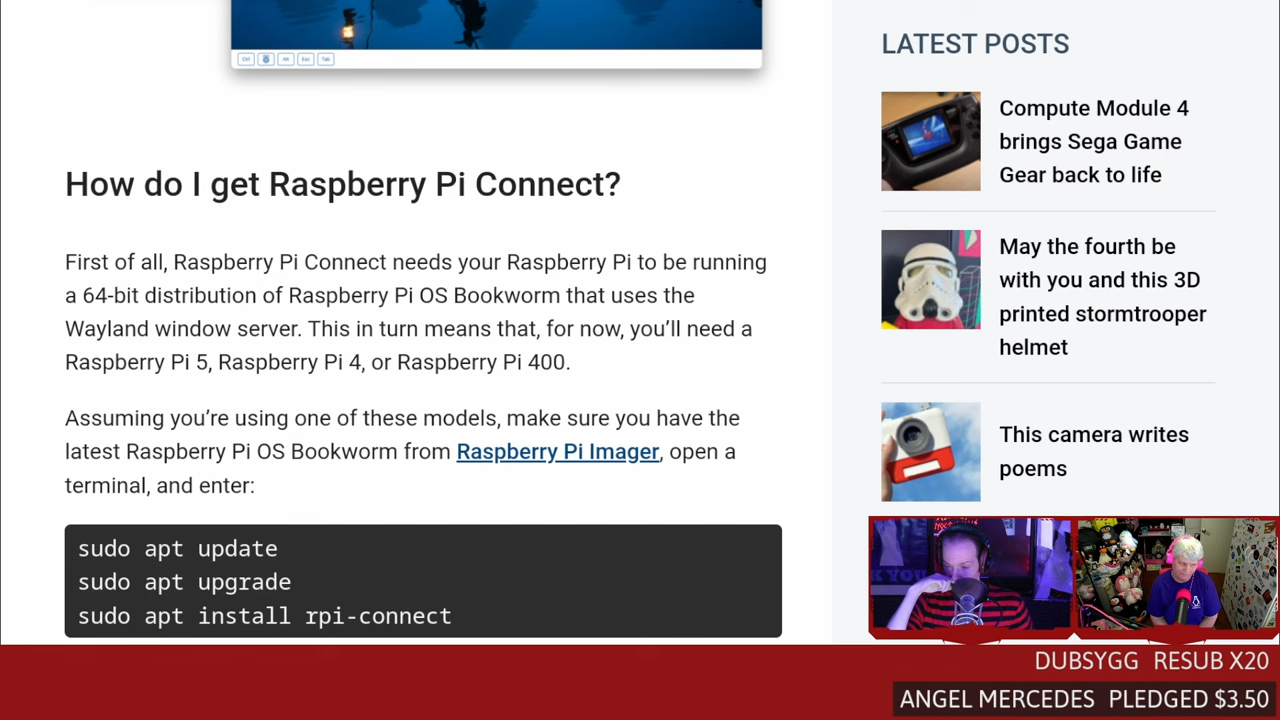 Ctrl
Alt
Esc
Tab
How do I get Raspberry Pi Connect?
First of all, Raspberry Pi Connect needs your Raspberry Pi to be running
a 64-bit distribution of Raspberry Pi OS Bookworm that uses the
Wayland window server. This in turn means that, for now, you’ll need a
Raspberry Pi 5, Raspberry Pi 4, or Raspberry Pi 400.
Assuming you’re using one of these models, make sure you have the
latest Raspberry Pi OS Bookworm from Raspberry Pi Imager, open a
terminal, and enter:
sudo apt update
sudo apt upgrade
sudo apt install rpi-connect
LATEST POSTS
Compute Module 4
brings Sega Game
Gear back to life
May the fourth be
with you and this 3D
printed stormtrooper
helmet
This camera writes
poems
DUBSYGG RESUB X20
ANGEL MERCEDES PLEDGED $3.50